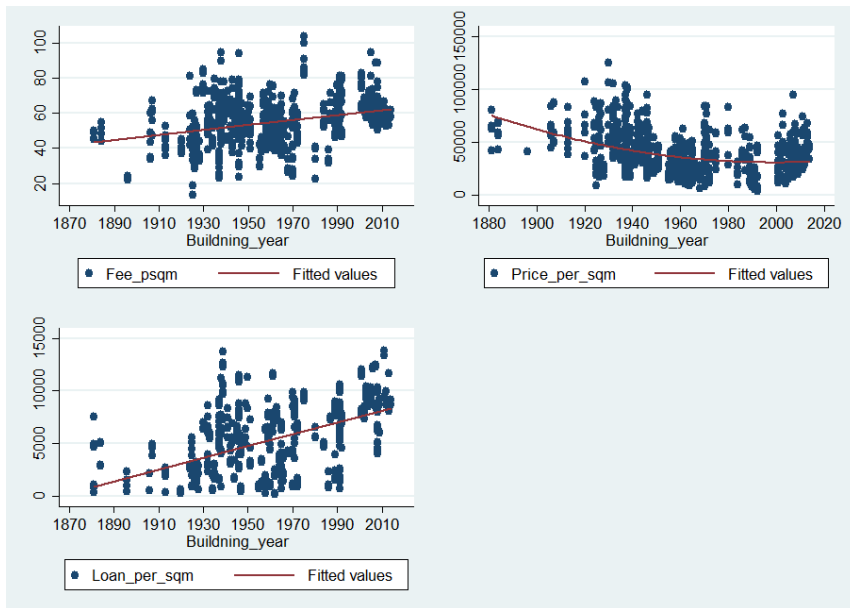 100
80
60
40
20
1870 1890 1910 1930 1950 1970 1990 2010
Buildning_year
Fee_psqm Fitted values
150000
100000
50000
0
1880 1900 1920 1940 1960 1980 2000 2020
Buildning_year
Price_per_sqm Fitted values
15000
10000
5000
0
1870 1890 1910 1930 1950 1970 1990 2010
Buildning_year
Loan_per_sqm Fitted values